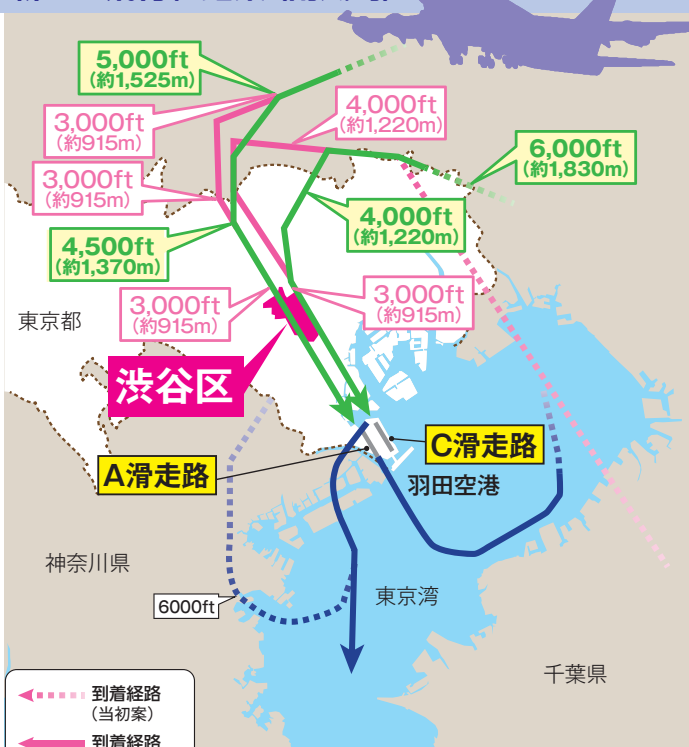 5,000ft
(約1,525m)
3,000ft
(約915m)
4,000ft
(約1,220m)
6,000ft
(約1,830m)
3,000ft
(約915m)
4,000ft
(約1,220m)
4,500ft
(約1,370m)
3,000ft
(約915m)
3,000ft
(約915m)
東京都
渋谷区
A滑走路
C滑走路
羽田空港
神奈川県
6000ft
東京湾
千葉県
到着経路
(当初案)
到着経路